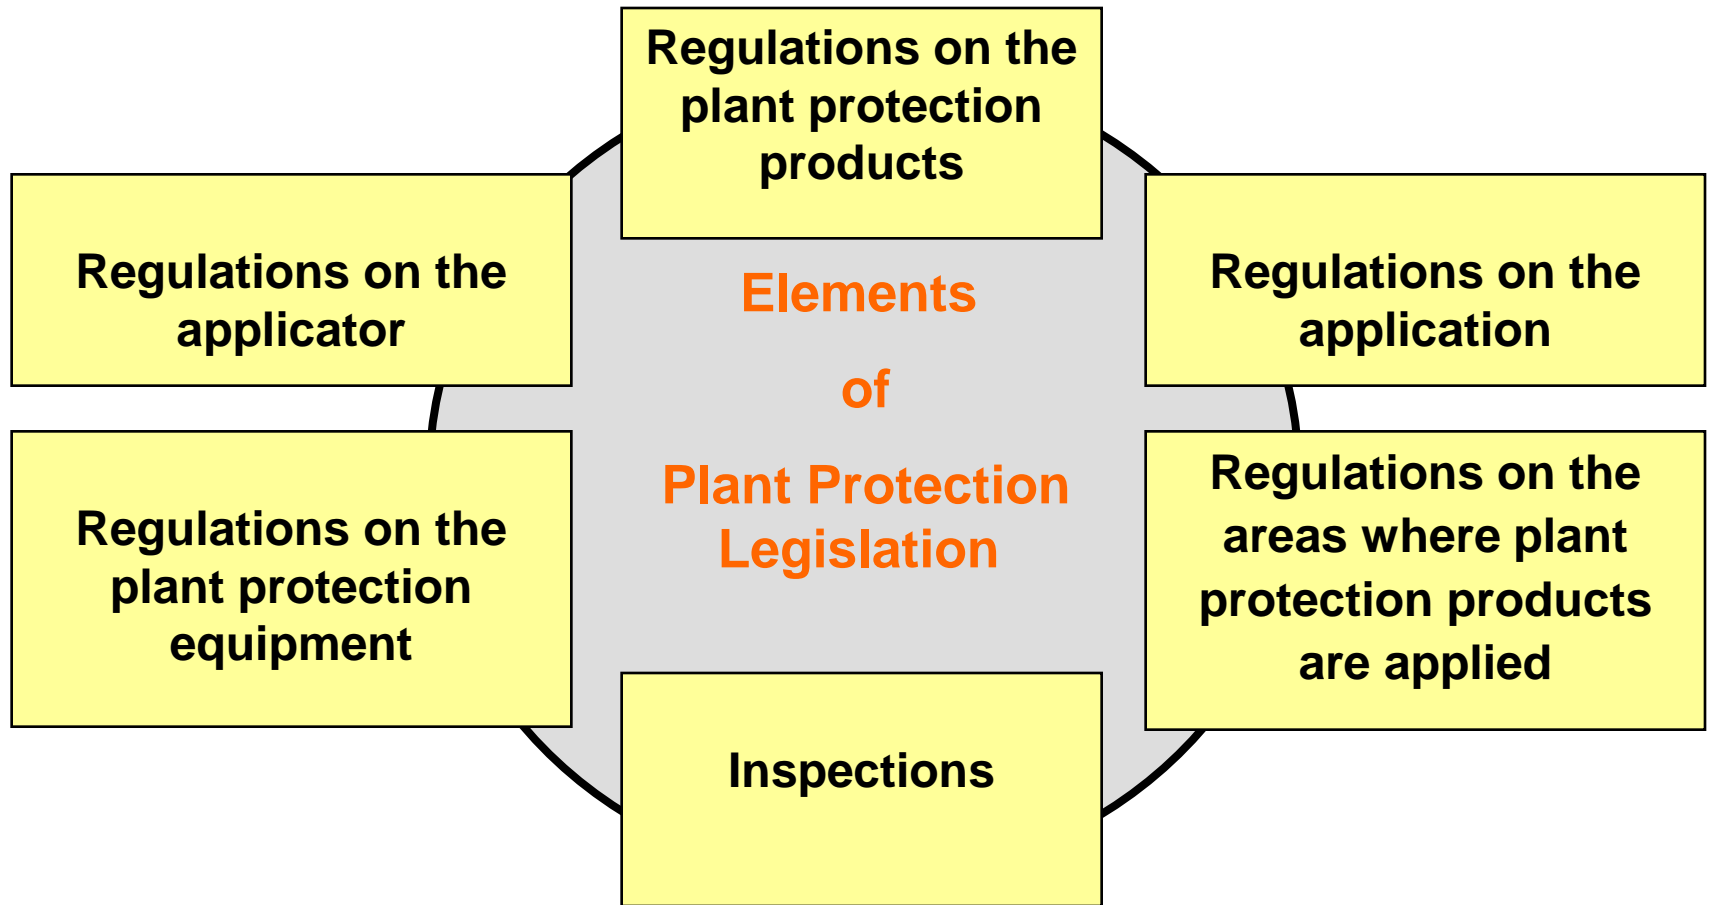 Regulations on the
plant protection
products
Regulations on the
applicator
Regulations on the
application
Elements
of
Plant Protection
Legislation
Regulations on the
plant protection
equipment
Regulations on the
areas where plant
protection products
are applied
Inspections